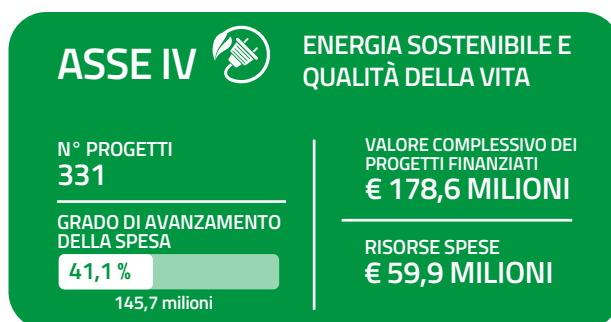 ASSE IV
ENERGIA SOSTENIBILE E
QUALITÀ DELLA VITA
N° PROGETTI
331
GRADO DI AVANZAMENTO
DELLA SPESA
41,1 %
145,7 milioni
VALORE COMPLESSIVO DEI
PROGETTI FINANZIATI
€ 178,6 MILIONI
RISORSE SPESE
€ 59,9 MILIONI